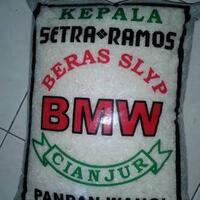 KEPALA
SETRA RAMOS
BERAS SLYP
BMW
CIANJUR
PANDAN WANGI